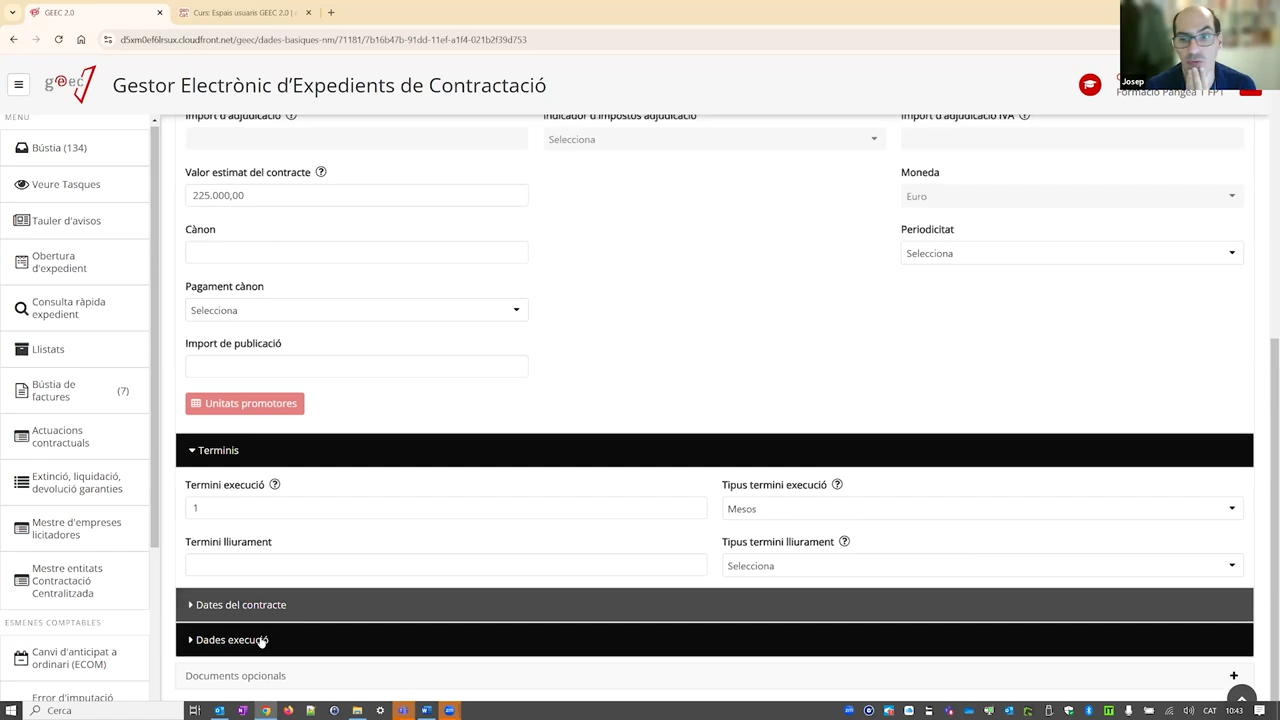 GEEC 2.0
Curs: Espais usuaris GEEC 2.0 | e
d5xm0ef6lrsux.cloudfront.net/geec/dades-basiques-nm/71181/7b16b47b-91dd-11ef-a1f4-021b2f39d753
Josep
geec
Gestor Electrònic d'Expedients de Contractació
Formació Pangea 1 FP1
MENÚ
Bústia (134)
Veure Tasques
Tauler d'avisos
Obertura
d'expedient
Consulta ràpida
expedient
Llistats
Bústia de
factures
(7)
Actuacions
contractuals
Extinció, liquidació,
devolució garanties
Mestre d'empreses
licitadores
Mestre entitats
Contractació
Centralitzada
ESMENES COMPTABLES
Canvi d'anticipat a
ordinari (ECOM)
Error d'imputació
Import d'adjudicació
Indicador d'impostos adjudicació
Import d'adjudicació IVA
Selecciona
Valor estimat del contracte
Moneda
225.000,00
Euro
Cànon
Periodicitat
Selecciona
Pagament cànon
Selecciona
Import de publicació
Unitats promotores
Terminis
Termini execució
Tipus termini execució
1
Mesos
Termini lliurament
Tipus termini lliurament
Selecciona
Dates del contracte
Dades execució
Documents opcionals
Cerca
CAT
10:43